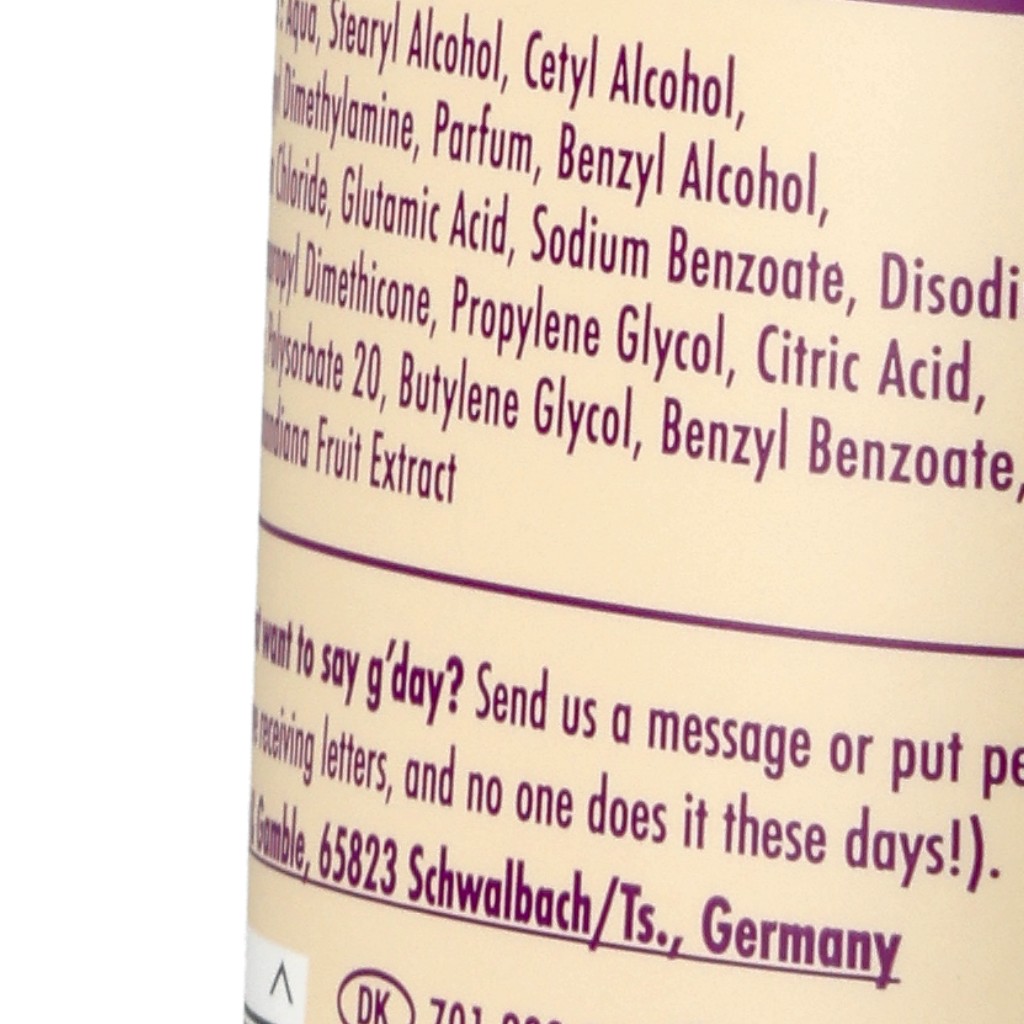 Aqua, Stearyl Alcohol, Cetyl Alcohol,
Dimethylamine, Parfum, Benzyl Alcohol,
Chloride, Glutamic Acid, Sodium Benzoate, Disodi
Dimethicone, Propylene Glycol, Citric Acid,
Polysorbate 20, Butylene Glycol, Benzyl Benzoate,
Fruit Extract
want to say g'day? Send us a message or put pe
receiving letters, and no one does it these days!).
Gamble, 65823 Schwalbach/Ts., Germany
DK